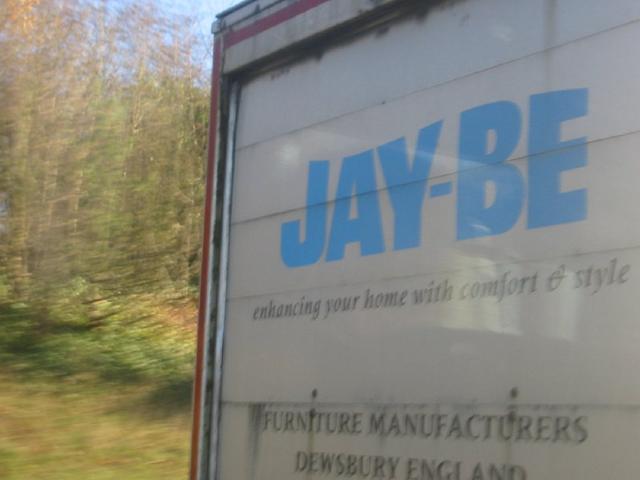 JAY-BE
enhancing your home with comfort & style
FURNITURE MANUFACTURERS
DEWSBURY ENGLAND